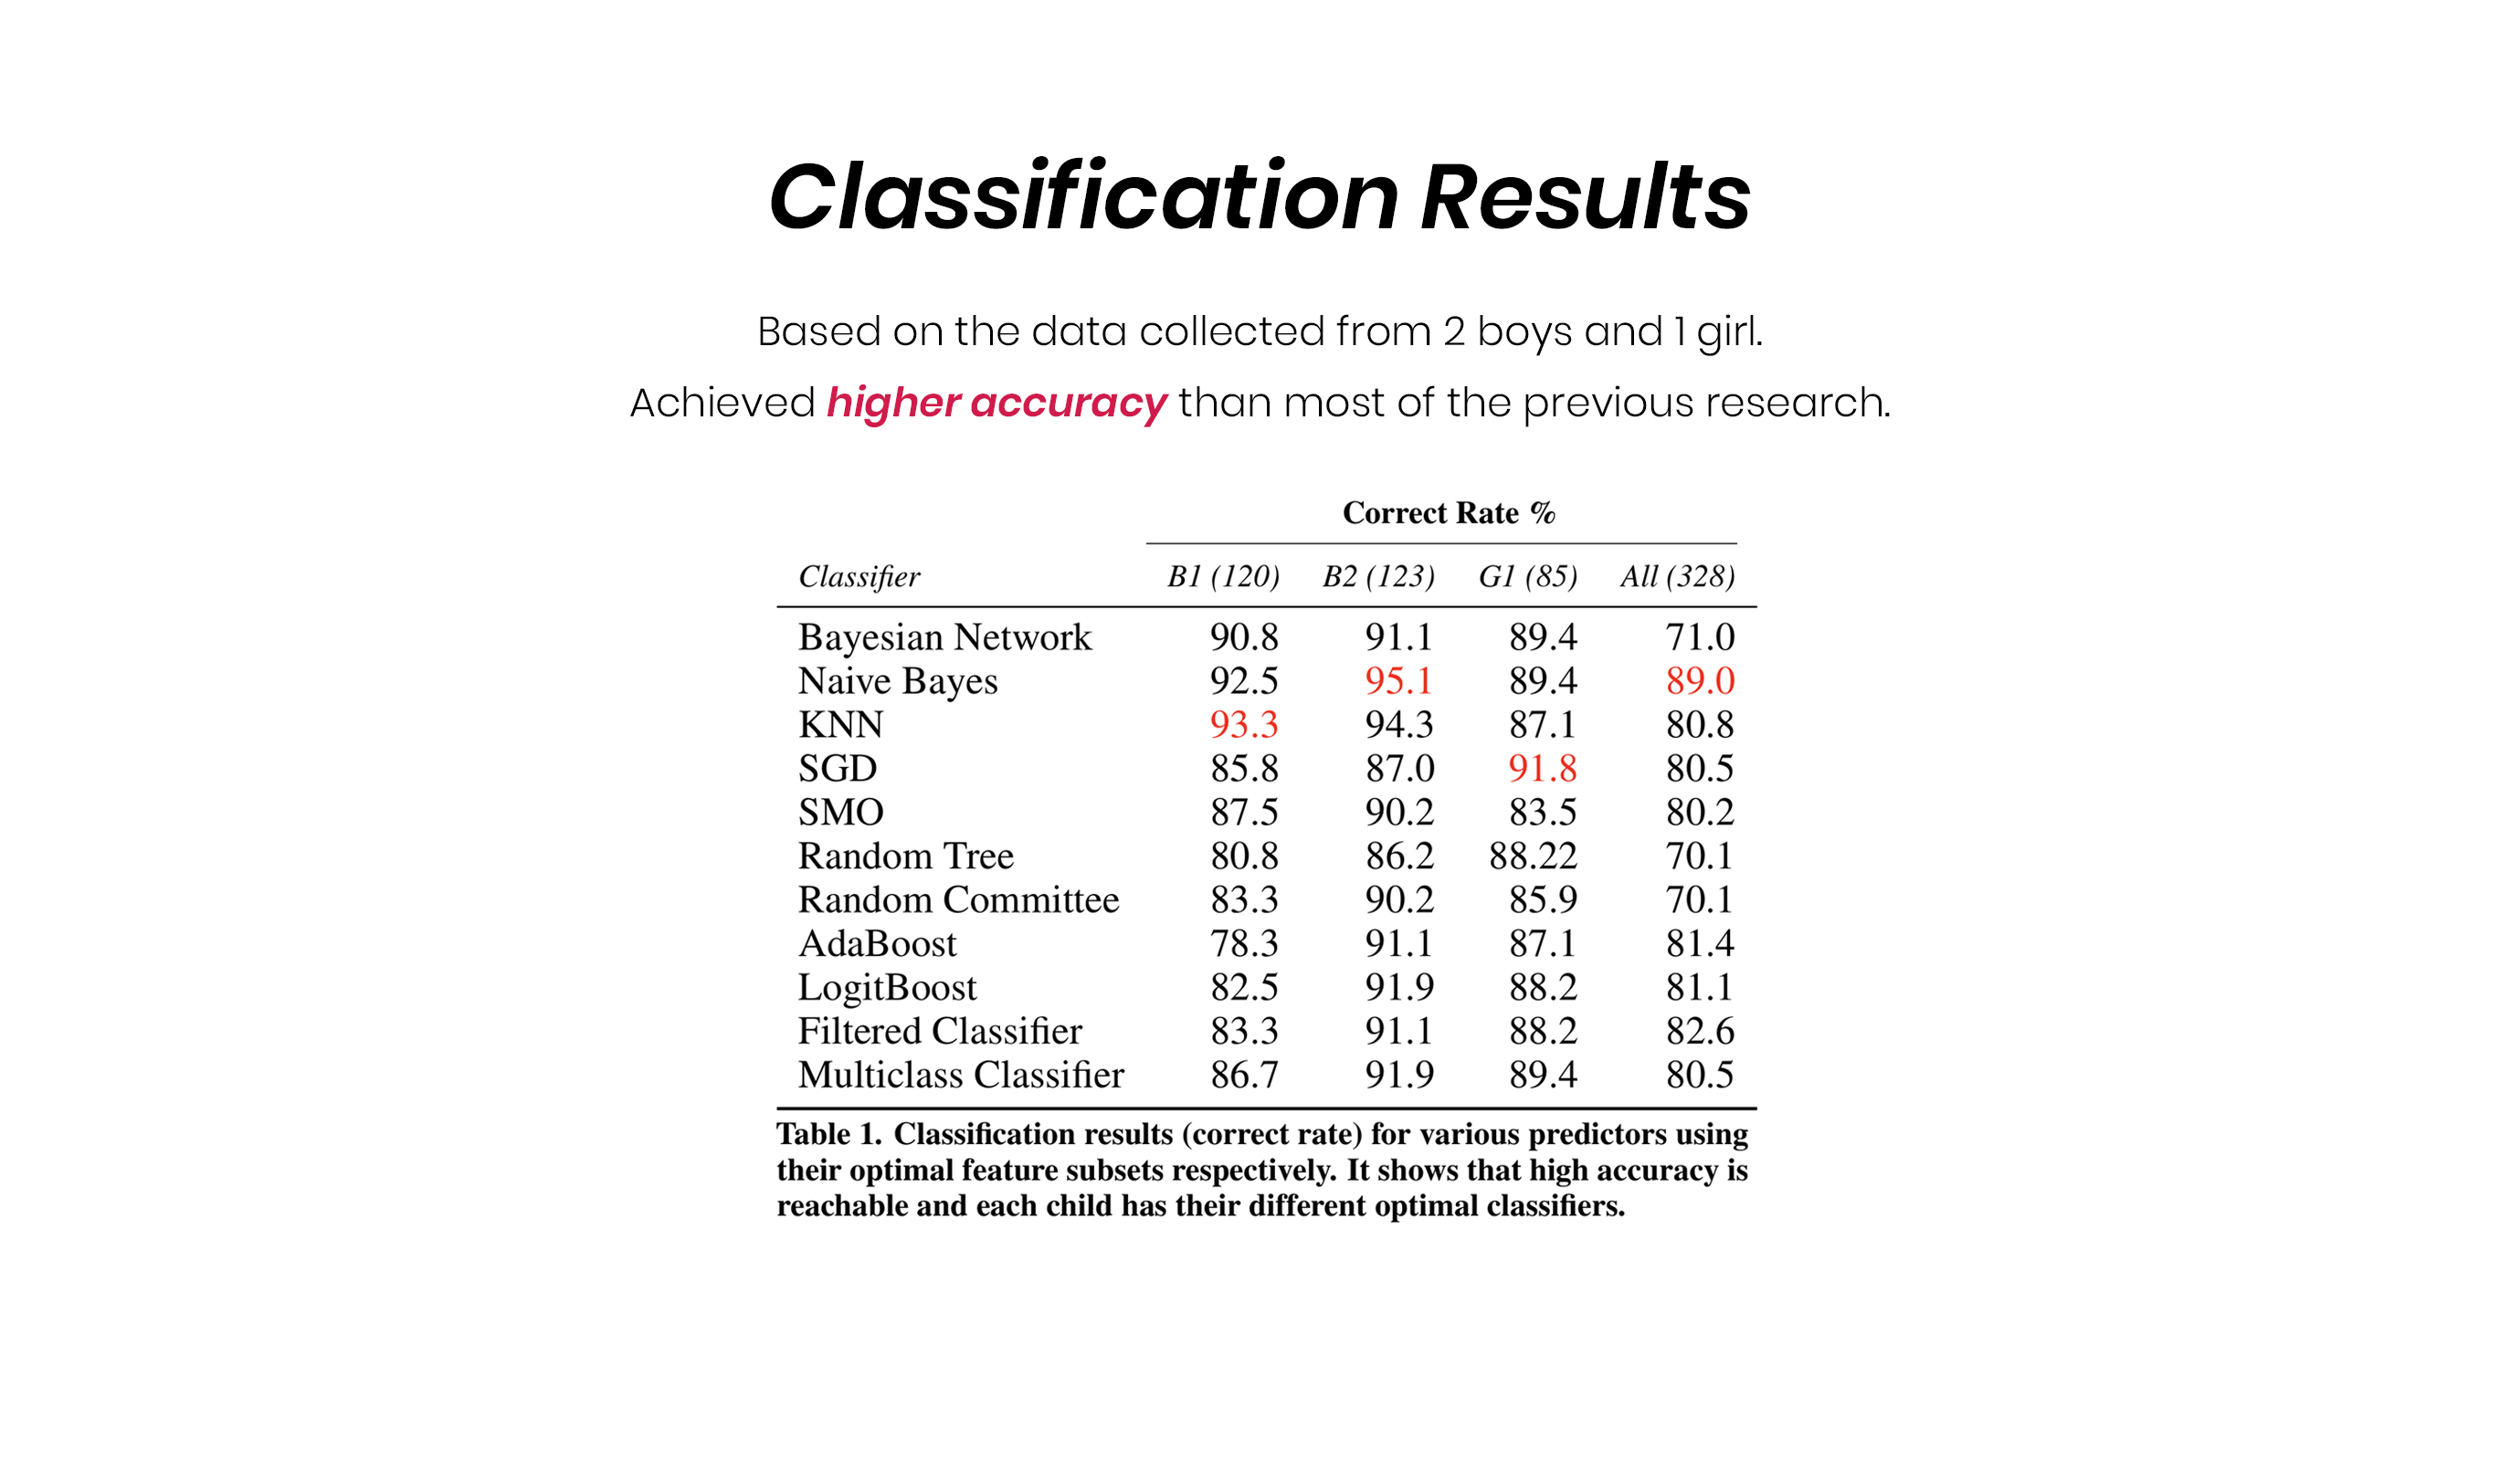 Classification Results
Based on the data collected from 2 boys and 1 girl.
Achieved higher accuracy than most of the previous research.
Correct Rate %
Classifier B1 (120) B2 (123) G1 (85) All (328)
Bayesian Network 90.8 91.1 89.4 71.0
Naive Bayes 92.5 95.1 89.4 89.0
KNN 93.3 94.3 87.1 80.8
SGD 85.8 87.0 91.8 80.5
SMO 87.5 90.2 83.5 80.2
Random Tree 80.8 86.2 88.22 70.1
Random Committee 83.3 90.2 85.9 70.1
AdaBoost 78.3 91.1 87.1 81.4
LogitBoost 82.5 91.9 88.2 81.1
Filtered Classifier 83.3 91.1 88.2 82.6
Multiclass Classifier 86.7 91.9 89.4 80.5
Table 1. Classification results (correct rate) for various predictors using
their optimal feature subsets respectively. It shows that high accuracy is
reachable and each child has their different optimal classifiers.